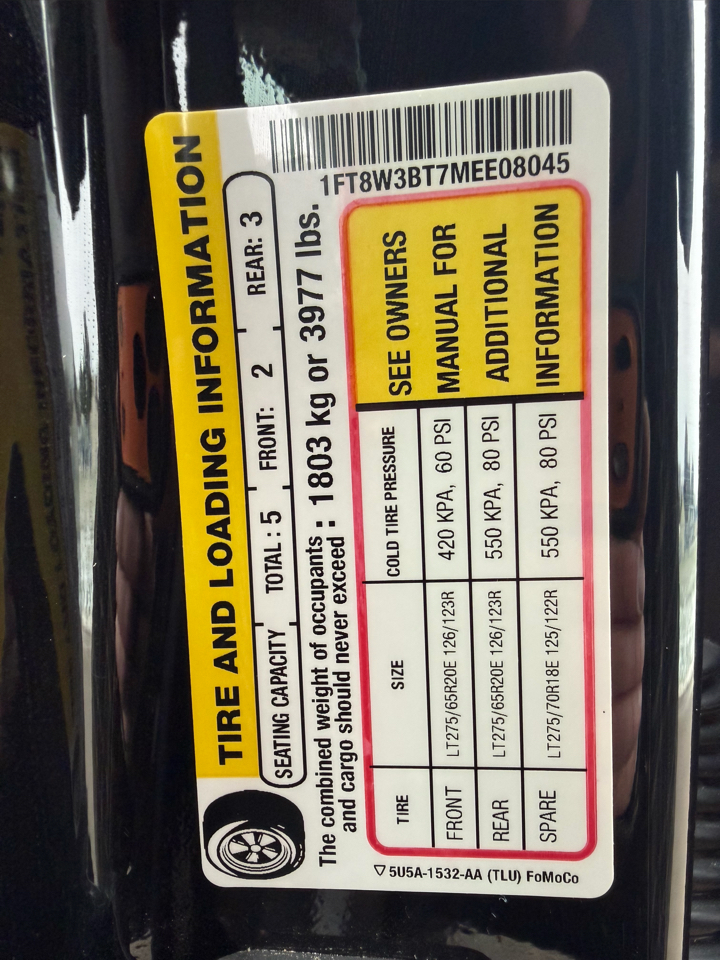 TIRE AND LOADING INFORMATION
SEATING CAPACITY TOTAL : 5 FRONT: 2 REAR: 3
The combined weight of occupants
and cargo should never exceed : 1803 kg or 3977 lbs.
1FT8W3BT7MEE08045
TIRE SIZE COLD TIRE PRESSURE
FRONT LT275/65R20E 126/123R 420 KPA, 60 PSI
REAR LT275/65R20E 126/123R 550 KPA, 80 PSI
SPARE LT275/70R18E 125/122R 550 KPA, 80 PSI
SEE OWNERS
MANUAL FOR
ADDITIONAL
INFORMATION
▽ 5U5A-1532-AA (TLU) FoMoCo